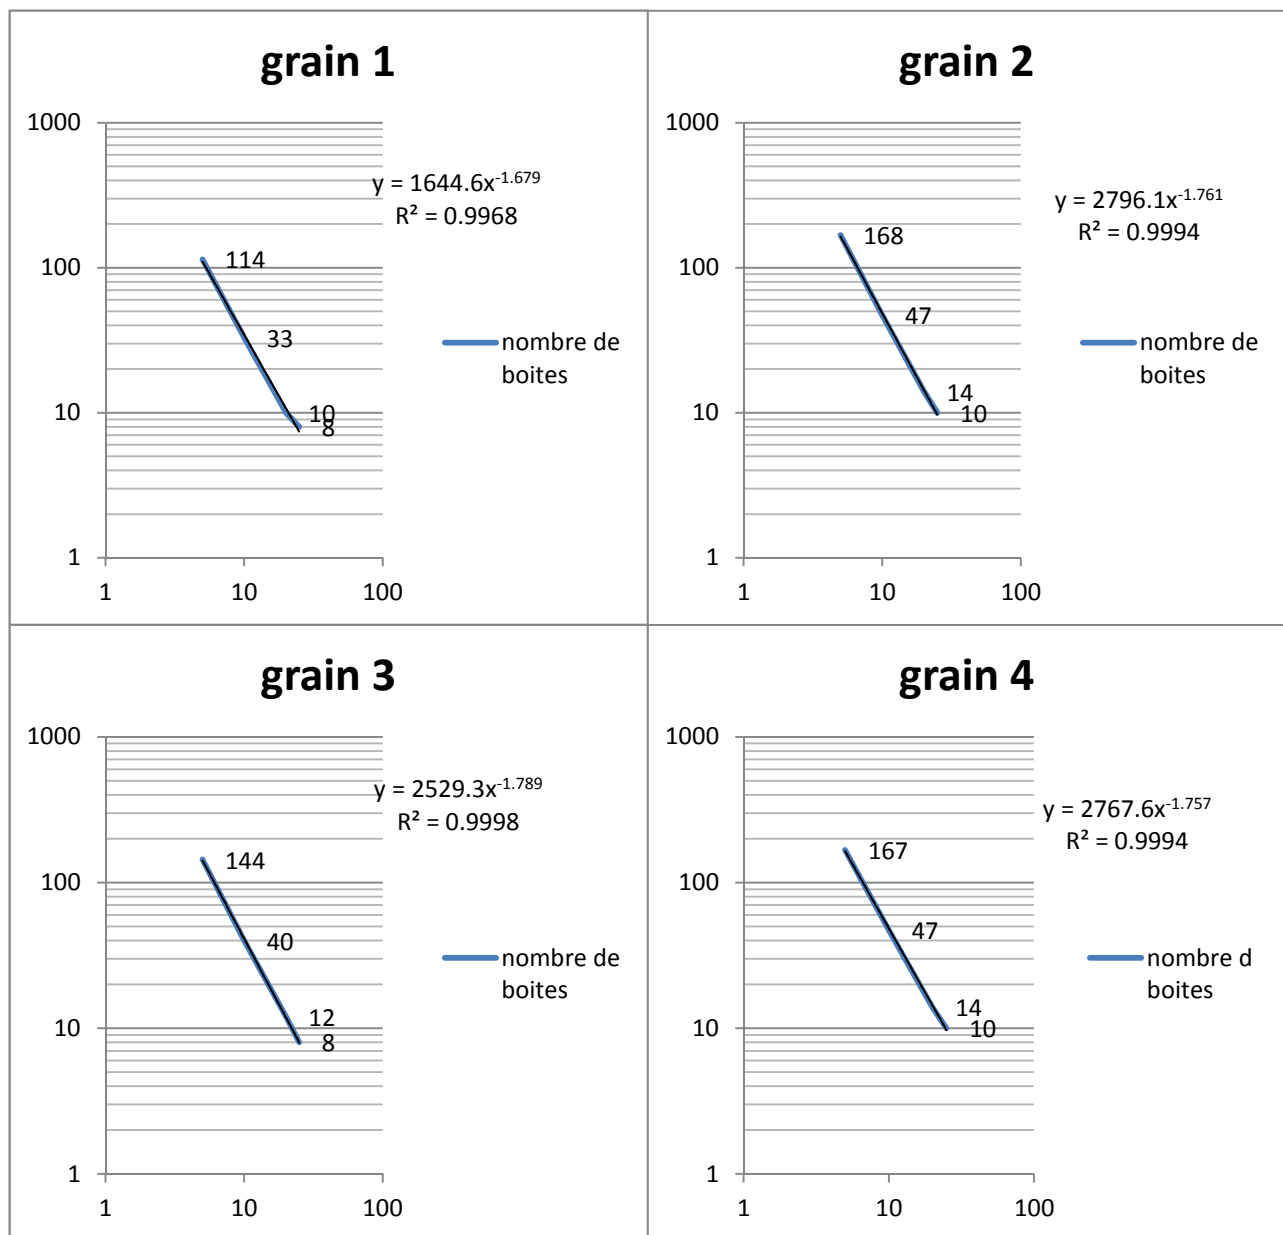 grain 1
1000
100
10
1
1
10
100
114
33
10
8
y = 1644.6x^-1.679
R² = 0.9968
nombre de
boites
grain 2
1000
100
10
1
1
10
100
168
47
14
10
y = 2796.1x^-1.761
R² = 0.9994
nombre de
boites
grain 3
1000
100
10
1
1
10
100
144
40
12
8
y = 2529.3x^-1.789
R² = 0.9998
nombre de
boites
grain 4
1000
100
10
1
1
10
100
167
47
14
10
y = 2767.6x^-1.757
R² = 0.9994
nombre d
boites